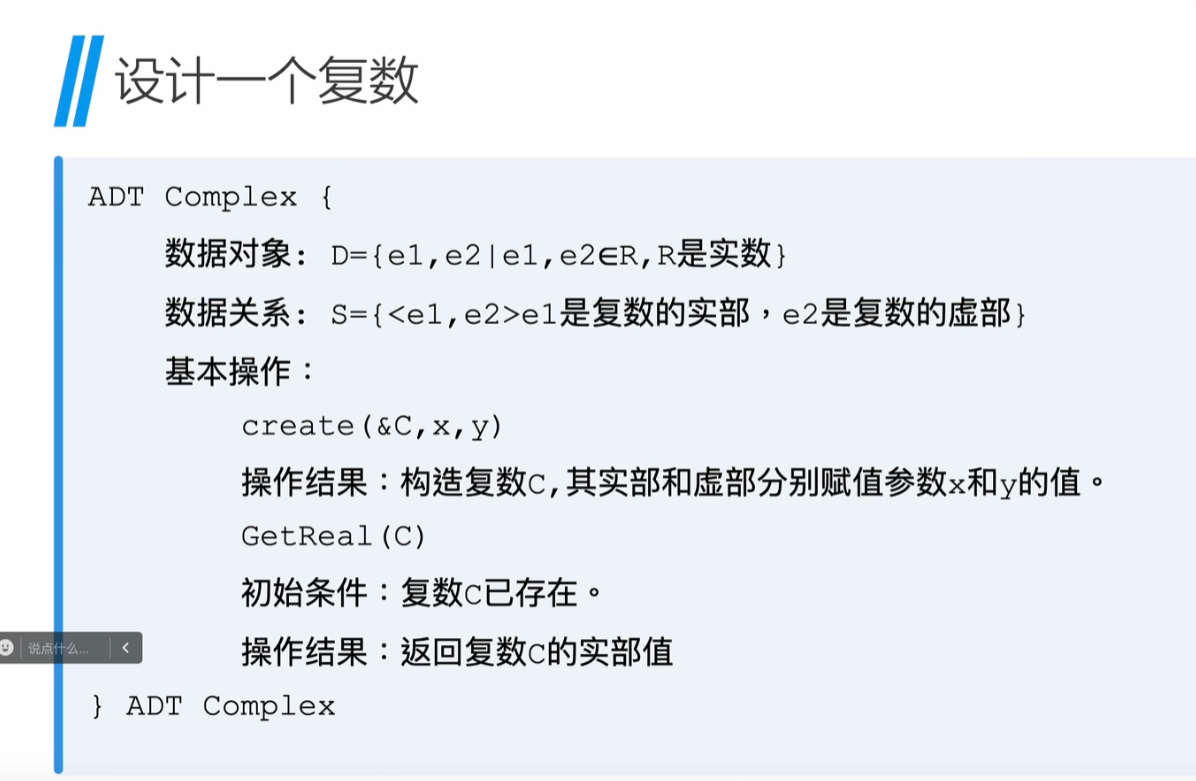 设计一个复数
ADT Complex {
数据对象: D={e1,e2|e1,e2∈R,R是实数}
数据关系: S={<e1,e2>e1是复数的实部，e2是复数的虚部}
基本操作：
create(&C,x,y)
操作结果：构造复数C,其实部和虚部分别赋值参数x和y的值。
GetReal(C)
初始条件：复数C已存在。
说点什么...
操作结果：返回复数C的实部值
} ADT Complex